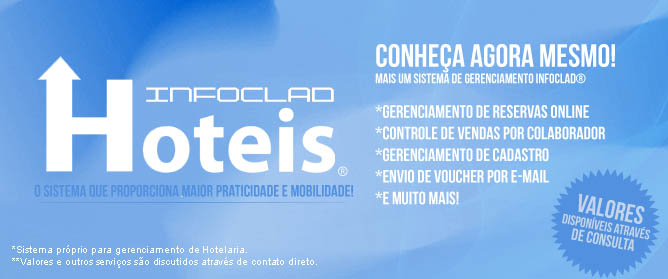 INFOCLAD
Hoteis®
O SISTEMA QUE PROPORCIONA MAIOR PRATICIDADE E MOBILIDADE!
CONHEÇA AGORA MESMO!
MAIS UM SISTEMA DE GERENCIAMENTO INFOCLAD®
*GERENCIAMENTO DE RESERVAS ONLINE
*CONTROLE DE VENDAS POR COLABORADOR
*GERENCIAMENTO DE CADASTRO
*ENVIO DE VOUCHER POR E-MAIL
*E MUITO MAIS!
VALORES
DISPONÍVEIS ATRAVÉS
DE CONSULTA
*Sistema próprio para gerenciamento de Hotelaria.
**Valores e outros serviços são discutidos através de contato direto.